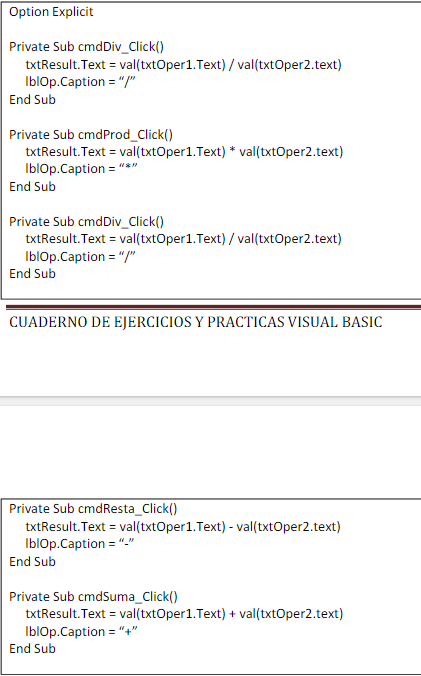 Option Explicit
Private Sub cmdDiv_Click()
txtResult.Text = val(txtOper1.Text) / val(txtOper2.text)
lblOp.Caption = “/”
End Sub
Private Sub cmdProd_Click()
txtResult.Text = val(txtOper1.Text) * val(txtOper2.text)
lblOp.Caption = “*”
End Sub
Private Sub cmdDiv_Click()
txtResult.Text = val(txtOper1.Text) / val(txtOper2.text)
lblOp.Caption = “/”
End Sub
CUADERNO DE EJERCICIOS Y PRACTICAS VISUAL BASIC
Private Sub cmdResta_Click()
txtResult.Text = val(txtOper1.Text) - val(txtOper2.text)
lblOp.Caption = “-”
End Sub
Private Sub cmdSuma_Click()
txtResult.Text = val(txtOper1.Text) + val(txtOper2.text)
lblOp.Caption = “+”
End Sub